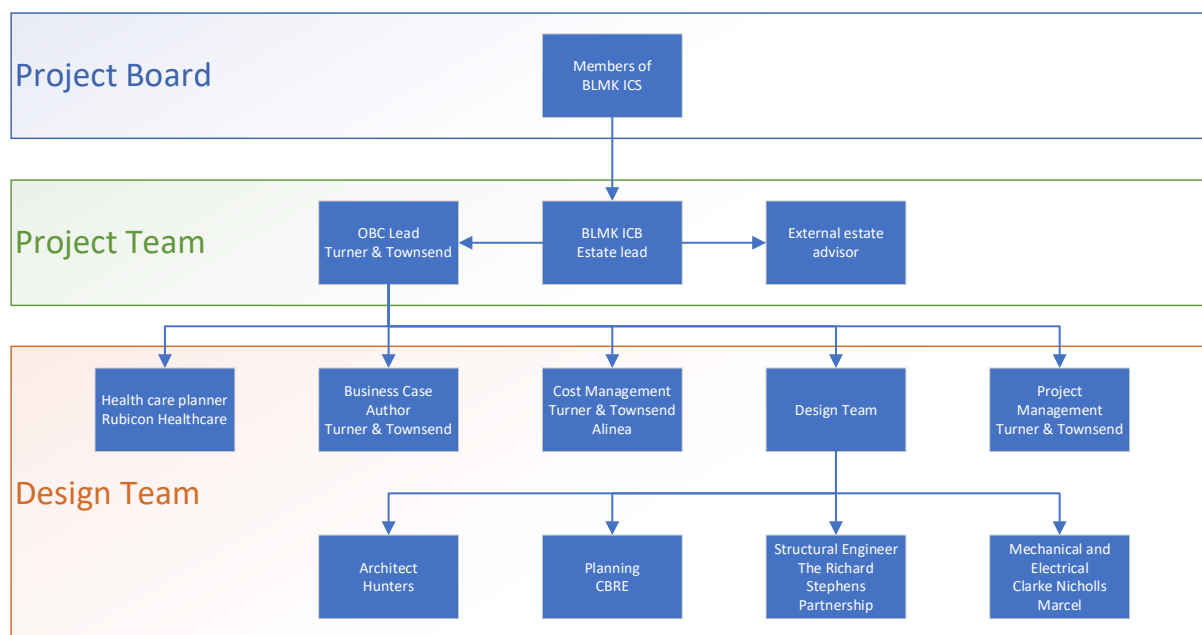 Project Board
Members of
BLMK ICS
Project Team
OBC Lead
Turner & Townsend
BLMK ICB
Estate lead
External estate
advisor
Health care planner
Rubicon Healthcare
Business Case
Author
Turner & Townsend
Cost Management
Turner & Townsend
Alinea
Design Team
Project
Management
Turner & Townsend
Design Team
Architect
Hunters
Planning
CBRE
Structural Engineer
The Richard
Stephens
Partnership
Mechanical and
Electrical
Clarke Nicholls
Marcel